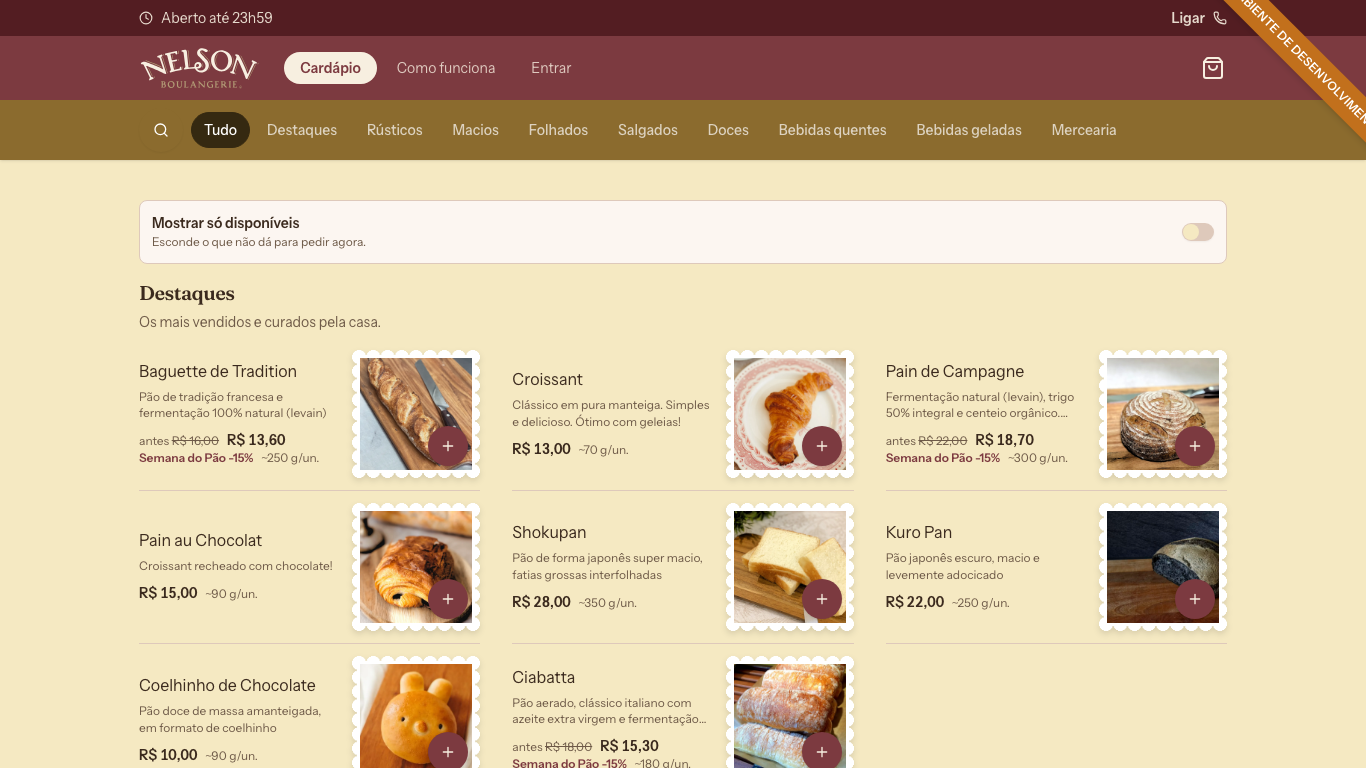 Aberto até 23h59
Ligar
BIENTE DE DESENVOLVIMEN
NELSON
BOULANGERIE
Cardápio
Como funciona
Entrar
Tudo
Destaques
Rústicos
Macios
Folhados
Salgados
Doces
Bebidas quentes
Bebidas geladas
Mercearia
Mostrar só disponíveis
Esconde o que não dá para pedir agora.
Destaques
Os mais vendidos e curados pela casa.
Baguette de Tradition
Pão de tradição francesa e
fermentação 100% natural (levain)
antes R$ 16,00 R$ 13,60
Semana do Pão -15% ~250 g/un.
Croissant
Clássico em pura manteiga. Simples
e delicioso. Ótimo com geleias!
R$ 13,00 ~70 g/un.
Pain de Campagne
Fermentação natural (levain), trigo
50% integral e centeio orgânico.…
antes R$ 22,00 R$ 18,70
Semana do Pão -15% ~300 g/un.
Pain au Chocolat
Croissant recheado com chocolate!
R$ 15,00 ~90 g/un.
Shokupan
Pão de forma japonês super macio,
fatias grossas interfolhadas
R$ 28,00 ~350 g/un.
Kuro Pan
Pão japonês escuro, macio e
levemente adocicado
R$ 22,00 ~250 g/un.
Coelhinho de Chocolate
Pão doce de massa amanteigada,
em formato de coelhinho
R$ 10,00 ~90 g/un.
Ciabatta
Pão aerado, clássico italiano com
azeite extra virgem e fermentação…
antes R$ 18,00 R$ 15,30
Semana do Pão -15% ~180 g/un.